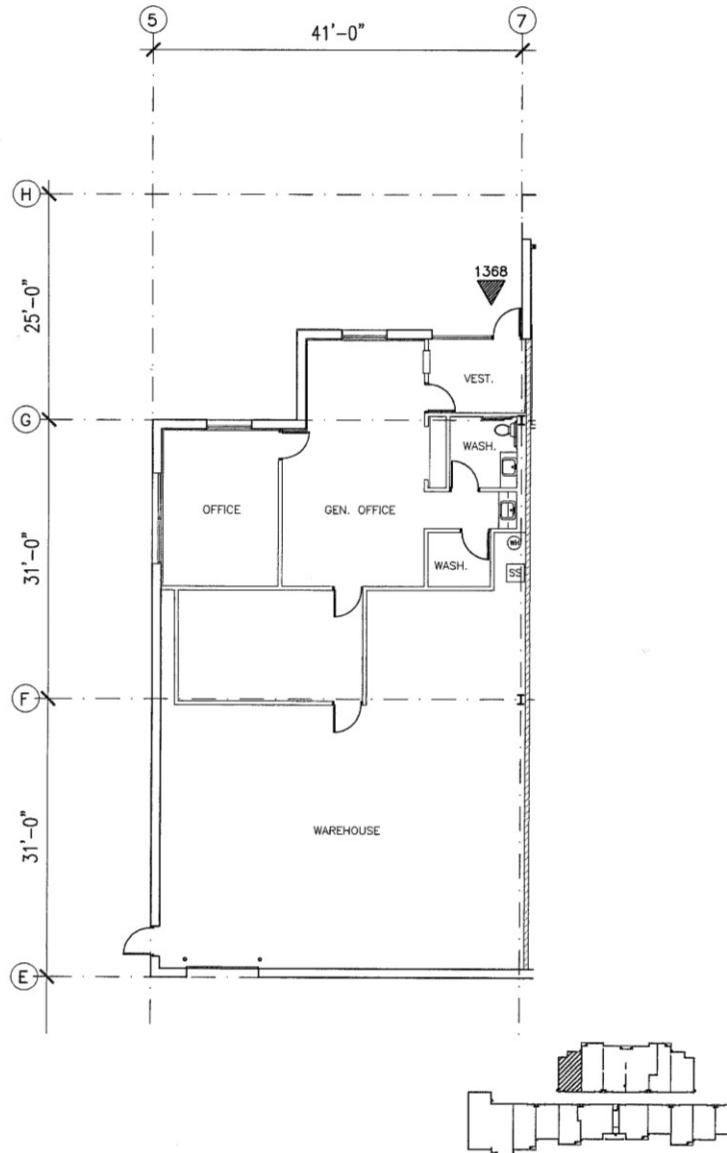 5
7
41'-0"
H
25'-0"
1368
VEST.
G
WASH.
OFFICE
GEN. OFFICE
31'-0"
WH
WASH.
SS
F
31'-0"
WAREHOUSE
E